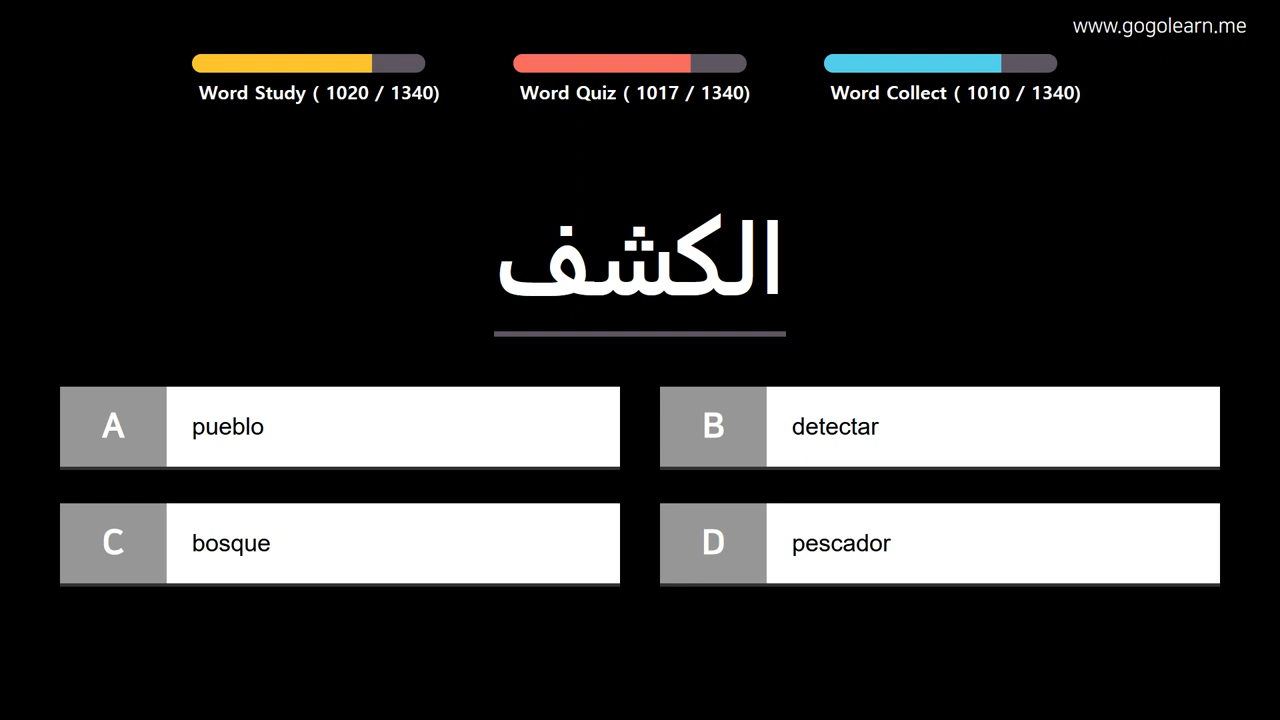 www.gogolearn.me
Word Study ( 1020 / 1340)
Word Quiz ( 1017 / 1340)
Word Collect ( 1010 / 1340)
الكشف
A pueblo
B detectar
C bosque
D pescador